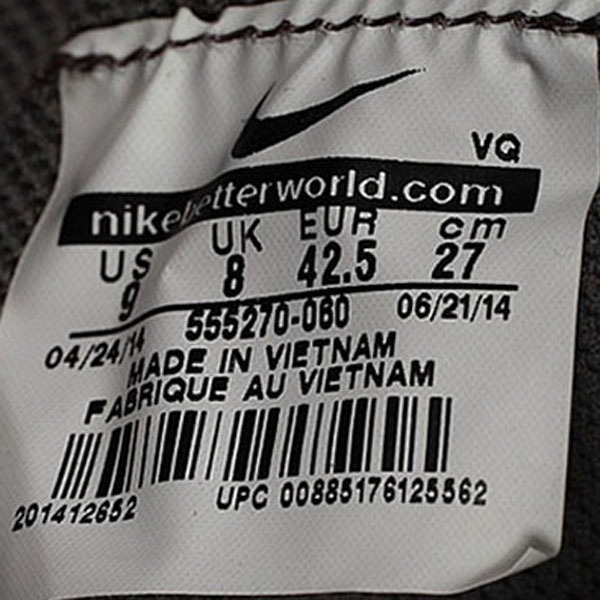 VQ
nikebetterworld.com
US UK EUR cm
9 8 42.5 27
04/24/14 555270-060 06/21/14
MADE IN VIETNAM
FABRIQUE AU VIETNAM
201412652 UPC 00885176125562